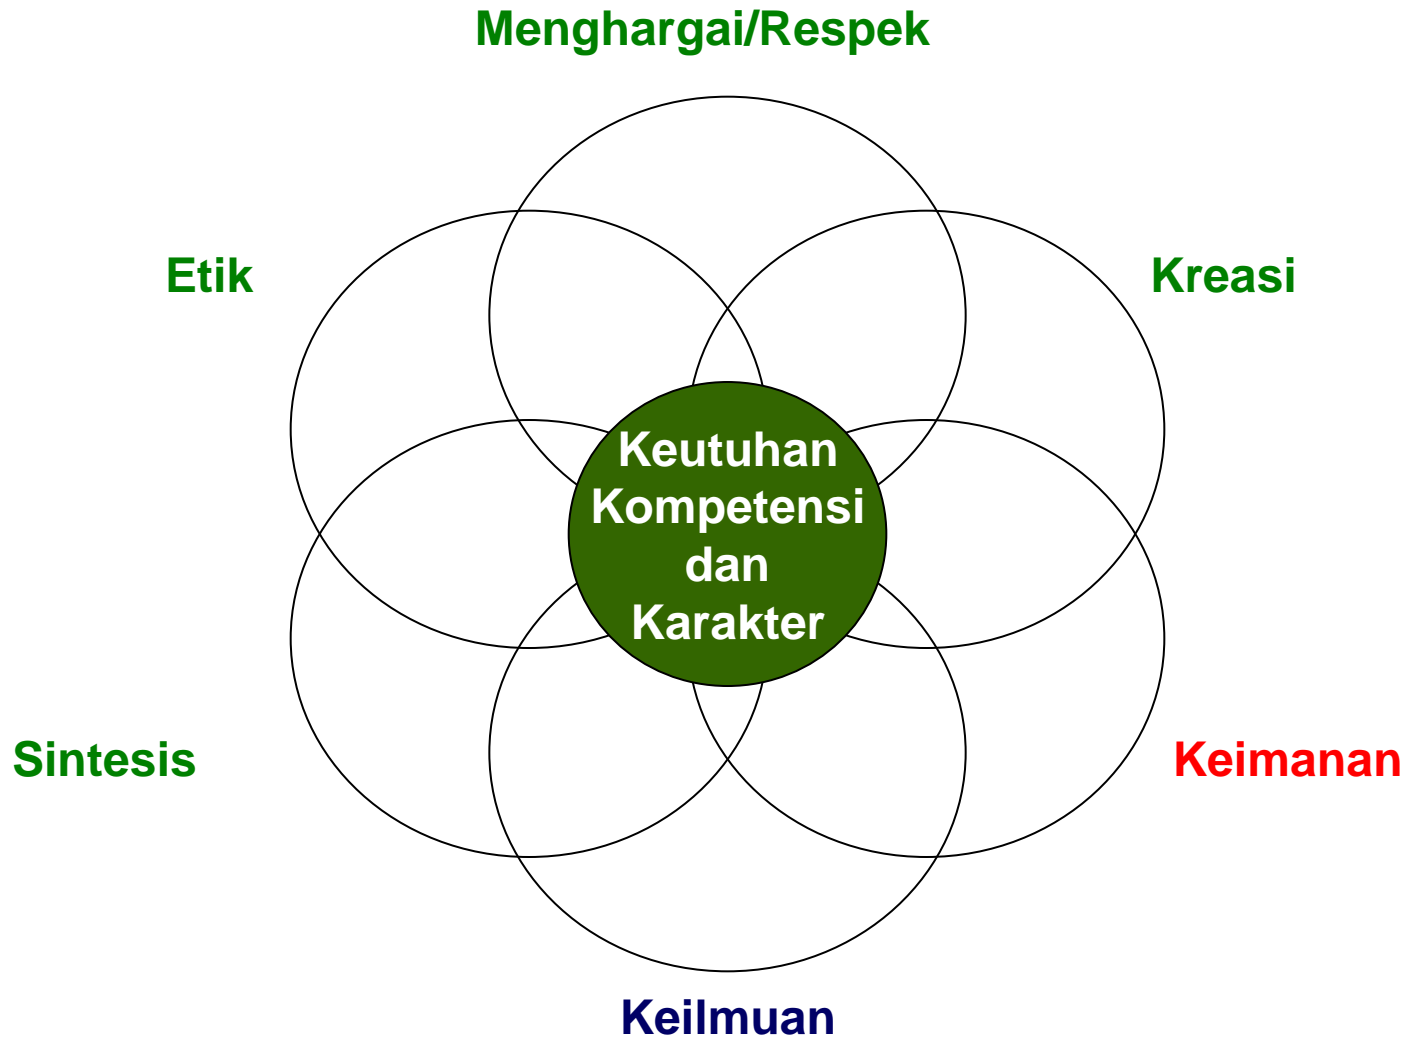 Menghargai/Respek
Etik
Kreasi
Keutuhan
Kompetensi
dan
Karakter
Sintesis
Keimanan
Keilmuan